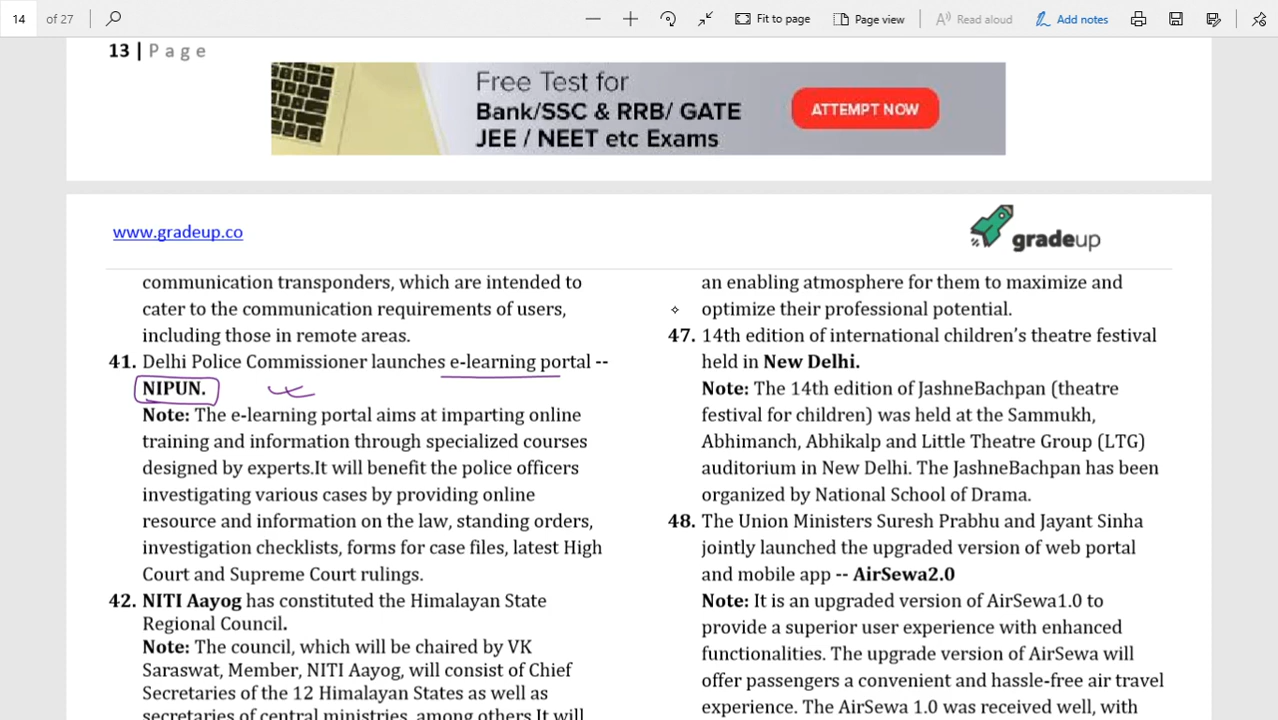 14 of 27
Fit to page
Page view
Read aloud
Add notes
13 | P a g e
Free Test for
Bank/SSC & RRB/ GATE
JEE / NEET etc Exams
ATTEMPT NOW
www.gradeup.co
gradeup
communication transponders, which are intended to
cater to the communication requirements of users,
including those in remote areas.
41. Delhi Police Commissioner launches e-learning portal --
NIPUN.
Note: The e-learning portal aims at imparting online
training and information through specialized courses
designed by experts.It will benefit the police officers
investigating various cases by providing online
resource and information on the law, standing orders,
investigation checklists, forms for case files, latest High
Court and Supreme Court rulings.
42. NITI Aayog has constituted the Himalayan State
Regional Council.
Note: The council, which will be chaired by VK
Saraswat, Member, NITI Aayog, will consist of Chief
Secretaries of the 12 Himalayan States as well as
secretaries of central ministries, among others.It will
an enabling atmosphere for them to maximize and
optimize their professional potential.
47. 14th edition of international children's theatre festival
held in New Delhi.
Note: The 14th edition of JashneBachpan (theatre
festival for children) was held at the Sammukh,
Abhimanch, Abhikalp and Little Theatre Group (LTG)
auditorium in New Delhi. The JashneBachpan has been
organized by National School of Drama.
48. The Union Ministers Suresh Prabhu and Jayant Sinha
jointly launched the upgraded version of web portal
and mobile app -- AirSewa2.0
Note: It is an upgraded version of AirSewa1.0 to
provide a superior user experience with enhanced
functionalities. The upgrade version of AirSewa will
offer passengers a convenient and hassle-free air travel
experience. The AirSewa 1.0 was received well, with